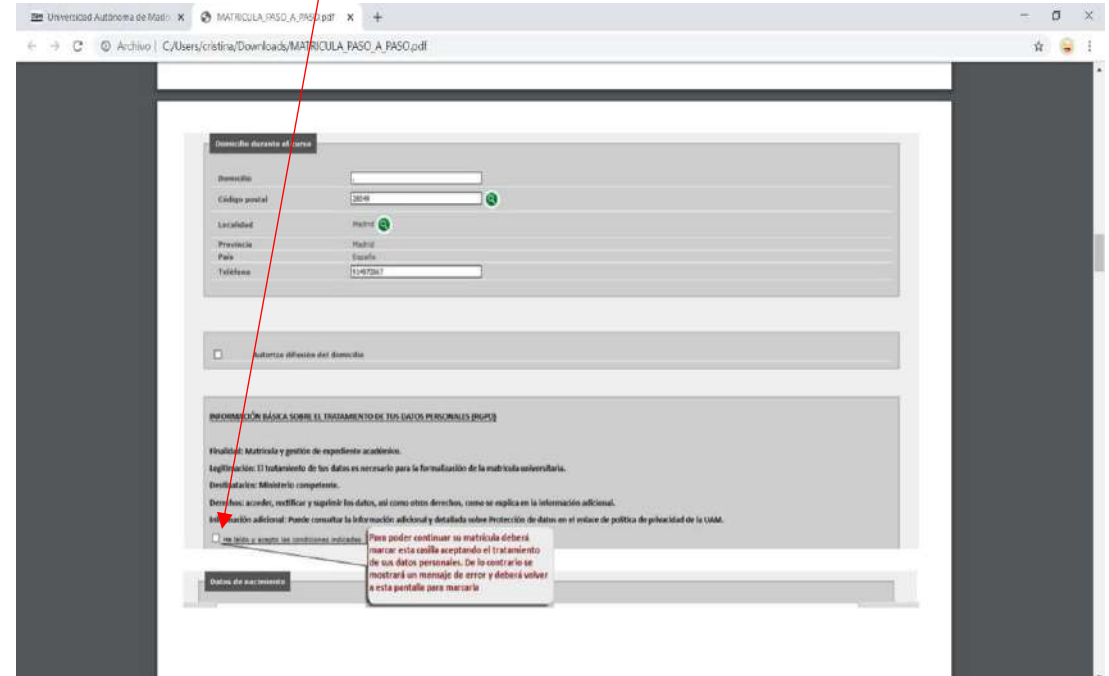 Universidad Autónoma de Madri
MATRICULA_PASO_A_PASO.pdf
Archivo | C:/Users/cristina/Downloads/MATRICULA_PASO_A_PASO.pdf
Domicilio durante el curso
Domicilio
Código postal 28049
Localidad Madrid
Provincia Madrid
País España
Teléfono
Autorizo difusión del domicilio
INFORMACIÓN BÁSICA SOBRE EL TRATAMIENTO DE TUS DATOS PERSONALES (RGPD)
Finalidad: Matrícula y gestión de expediente académico.
Legitimación: El tratamiento de tus datos es necesario para la formalización de la matrícula universitaria.
Destinatarios: Ministerio competente.
Derechos: acceder, rectificar y suprimir los datos, así como otros derechos, como se explica en la información adicional.
Información adicional: Puede consultar la información adicional y detallada sobre Protección de datos en el enlace de política de privacidad de la UAM.
He leído y acepto las condiciones indicadas
Para poder continuar su matrícula deberá
marcar esta casilla aceptando el tratamiento
de sus datos personales. De lo contrario se
mostrará un mensaje de error y deberá volver
a esta pantalla para marcarla
Datos de nacimiento